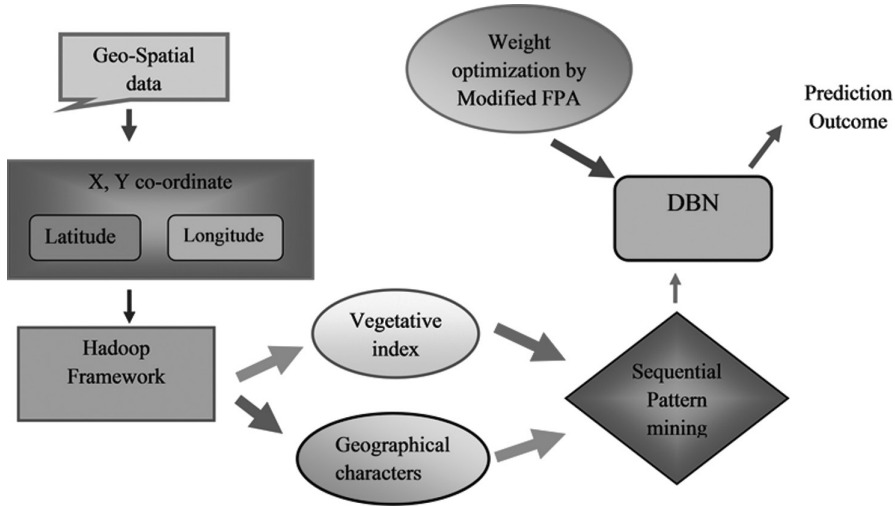 Geo-Spatial
data
X, Y co-ordinate
Latitude
Longitude
Hadoop
Framework
Vegetative
index
Geographical
characters
Sequential
Pattern
mining
Weight
optimization by
Modified FPA
DBN
Prediction
Outcome